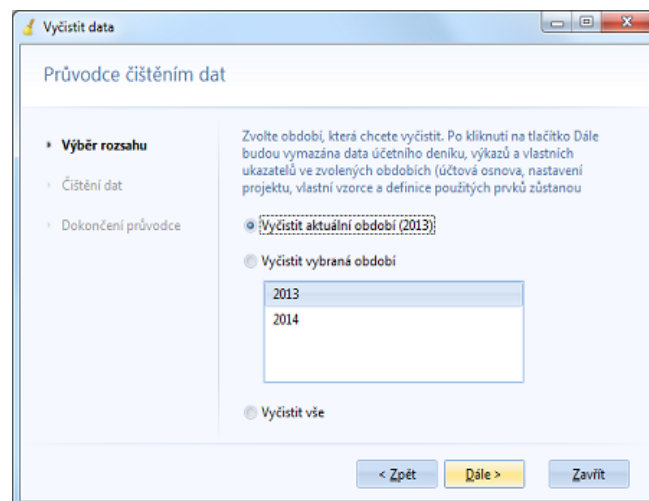 Vyčistit data
Průvodce čištěním dat
Výběr rozsahu
Čištění dat
Dokončení průvodce
Zvolte období, která chcete vyčistit. Po kliknutí na tlačítko Dále
budou vymazána data účetního deníku, výkazů a vlastních
ukazatelů ve zvolených obdobích (účtová osnova, nastavení
projektu, vlastní vzorce a definice použitých prvků zůstanou
Vyčistit aktuální období (2013)
Vyčistit vybraná období
2013
2014
Vyčistit vše
< Zpět
Dále >
Zavřít